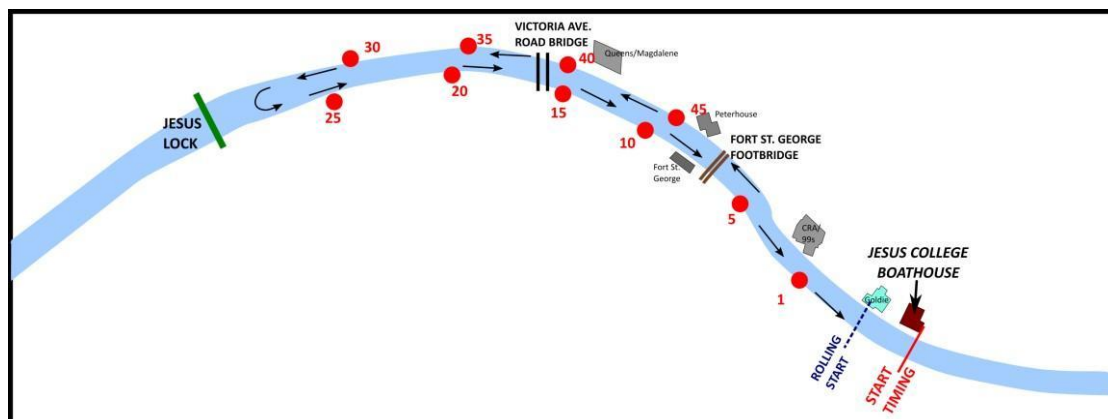 VICTORIA AVE.
ROAD BRIDGE
30
35
40
Queens/Magdalene
20
25
15
45
Peterhouse
10
JESUS
LOCK
FORT ST. GEORGE
FOOTBRIDGE
Fort St.
George
5
CRA/
99s
JESUS COLLEGE
BOATHOUSE
1
Goldie
ROLLING
START
START
TIMING